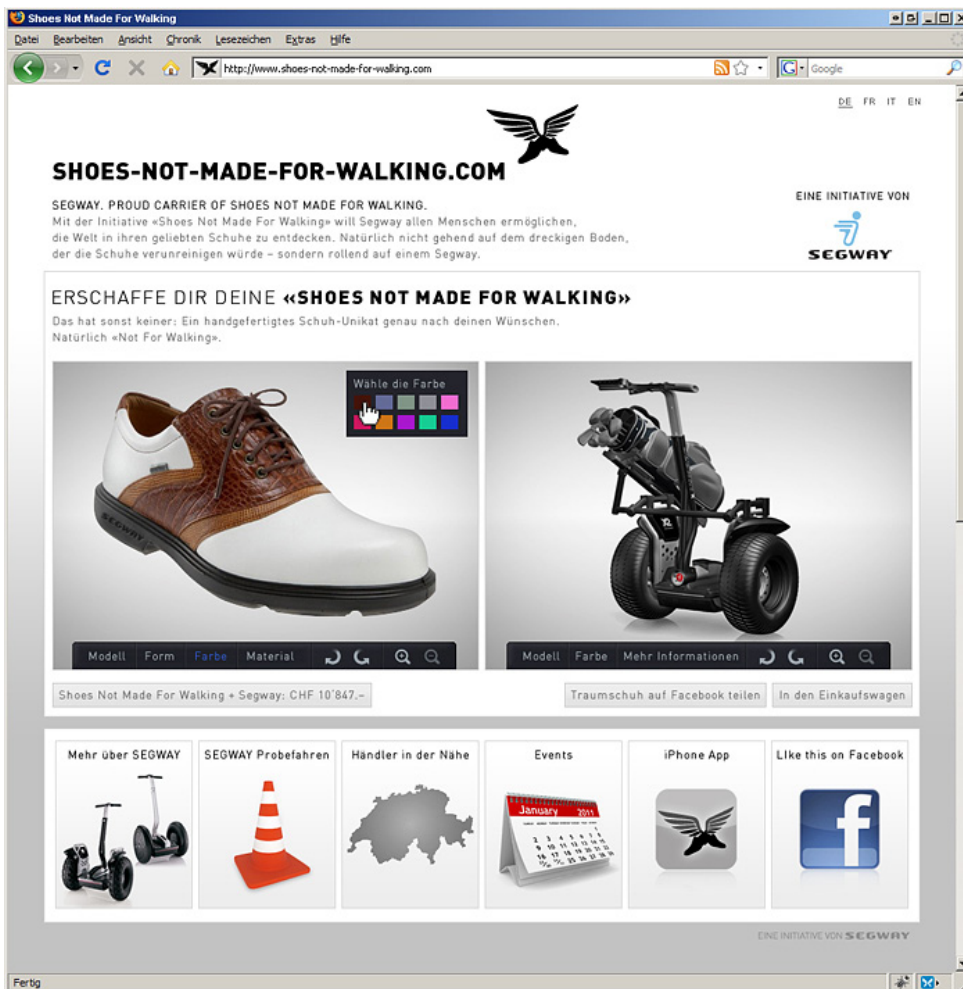 Shoes Not Made For Walking
Datei Bearbeiten Ansicht Chronik Lesezeichen Extras Hilfe
http://www.shoes-not-made-for-walking.com
Google
DE FR IT EN
SHOES-NOT-MADE-FOR-WALKING.COM
SEGWAY. PROUD CARRIER OF SHOES NOT MADE FOR WALKING.
Mit der Initiative «Shoes Not Made For Walking» will Segway allen Menschen ermöglichen,
die Welt in ihren geliebten Schuhe zu entdecken. Natürlich nicht gehend auf dem dreckigen Boden,
der die Schuhe verunreinigen würde – sondern rollend auf einem Segway.
EINE INITIATIVE VON
SEGWAY
ERSCHAFFE DIR DEINE «SHOES NOT MADE FOR WALKING»
Das hat sonst keiner: Ein handgefertigtes Schuh-Unikat genau nach deinen Wünschen.
Natürlich «Not For Walking».
Wähle die Farbe
SEGWAY
X2
Modell Form Farbe Material
Modell Farbe Mehr Informationen
Shoes Not Made For Walking + Segway: CHF 10'847.–
Traumschuh auf Facebook teilen
In den Einkaufswagen
Mehr über SEGWAY
SEGWAY Probefahren
Händler in der Nähe
Events
iPhone App
LIke this on Facebook
January 2011
EINE INITIATIVE VON SEGWAY
Fertig